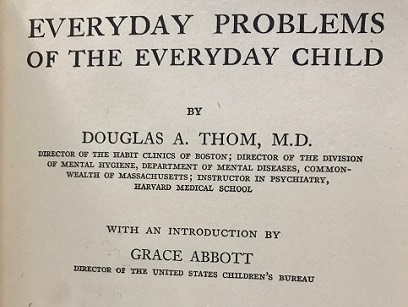 EVERYDAY PROBLEMS
OF THE EVERYDAY CHILD
BY
DOUGLAS A. THOM, M.D.
DIRECTOR OF THE HABIT CLINICS OF BOSTON; DIRECTOR OF THE DIVISION
OF MENTAL HYGIENE, DEPARTMENT OF MENTAL DISEASES, COMMON-
WEALTH OF MASSACHUSETTS; INSTRUCTOR IN PSYCHIATRY,
HARVARD MEDICAL SCHOOL
WITH AN INTRODUCTION BY
GRACE ABBOTT
DIRECTOR OF THE UNITED STATES CHILDREN'S BUREAU